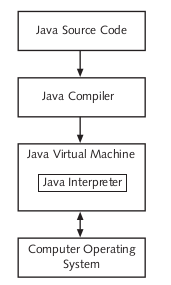 Java Source Code
Java Compiler
Java Virtual Machine
Java Interpreter
Computer Operating
System